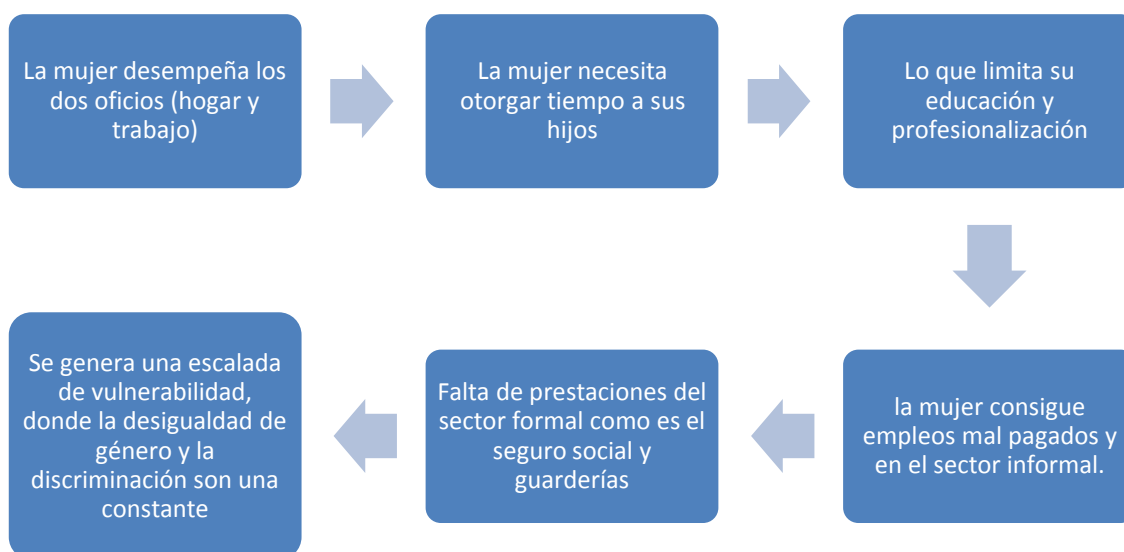 La mujer desempeña los
dos oficios (hogar y
trabajo)
La mujer necesita
otorgar tiempo a sus
hijos
Lo que limita su
educación y
profesionalización
la mujer consigue
empleos mal pagados y
en el sector informal.
Falta de prestaciones del
sector formal como es el
seguro social y
guarderías
Se genera una escalada
de vulnerabilidad,
donde la desigualdad de
género y la
discriminación son una
constante